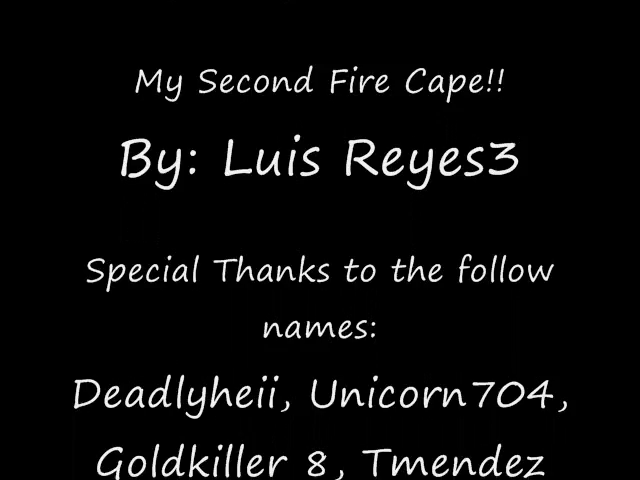 My Second Fire Cape!!
By: Luis Reyes3
Special Thanks to the follow
names:
Deadlyheii, Unicorn704,
Goldkiller 8, Tmendez